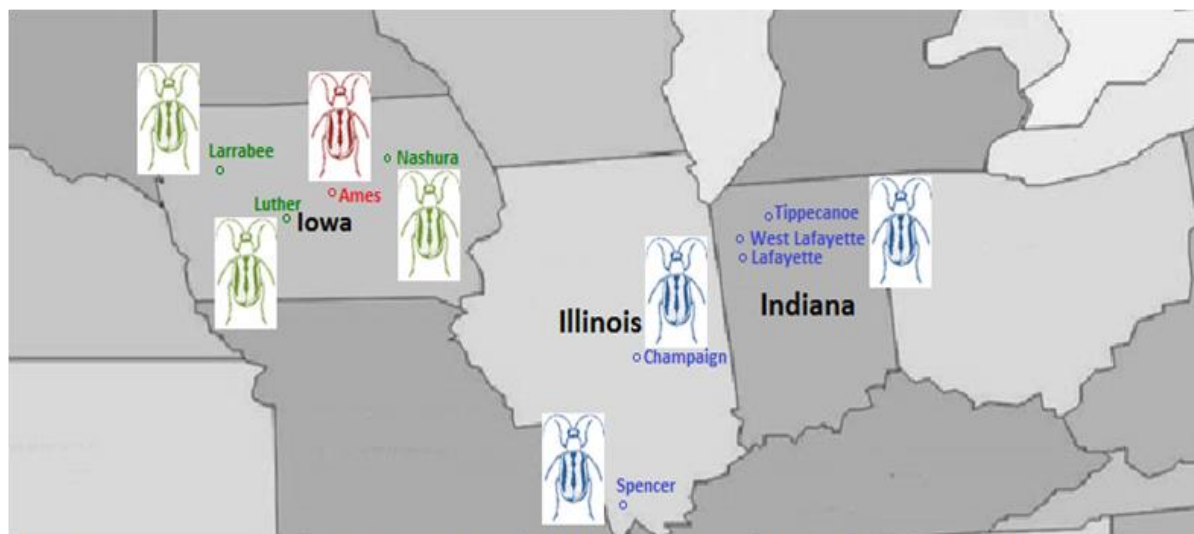 Larrabee
Nashura
Ames
Luther
Iowa
Tippecanoe
West Lafayette
Lafayette
Illinois
Indiana
Champaign
Spencer